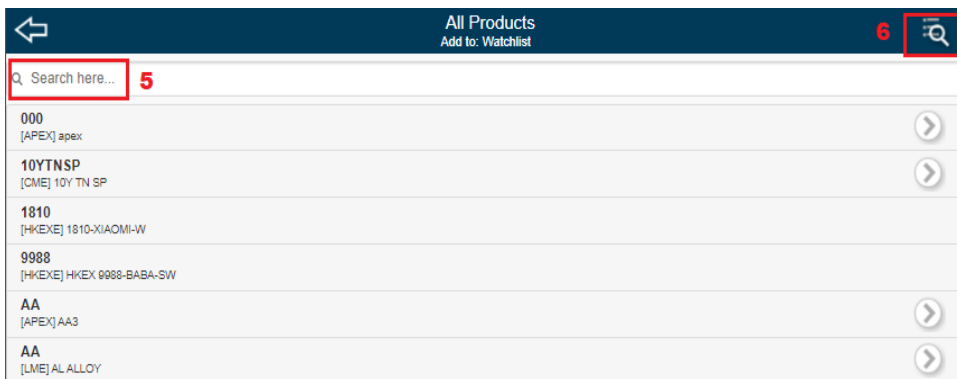 All Products
Add to: Watchlist
6
Search here...
5
000
[APEX] apex
10YTNSP
[CME] 10Y TN SP
1810
[HKEXE] 1810-XIAOMI-W
9988
[HKEXE] HKEX 9988-BABA-SW
AA
[APEX] AA3
AA
[LME] AL ALLOY